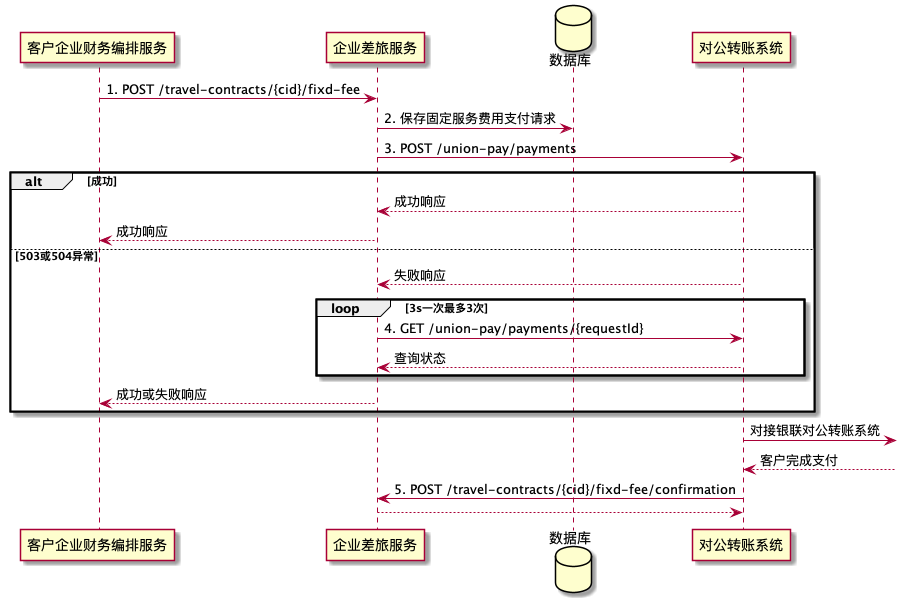 客户企业财务编排服务
企业差旅服务
数据库
对公转账系统
1. POST /travel-contracts/{cid}/fixd-fee
2. 保存固定服务费用支付请求
3. POST /union-pay/payments
alt
[成功]
成功响应
成功响应
[503或504异常]
失败响应
loop
[3s一次最多3次]
4. GET /union-pay/payments/{requestId}
查询状态
成功或失败响应
对接银联对公转账系统
客户完成支付
5. POST /travel-contracts/{cid}/fixd-fee/confirmation
客户企业财务编排服务
企业差旅服务
数据库
对公转账系统